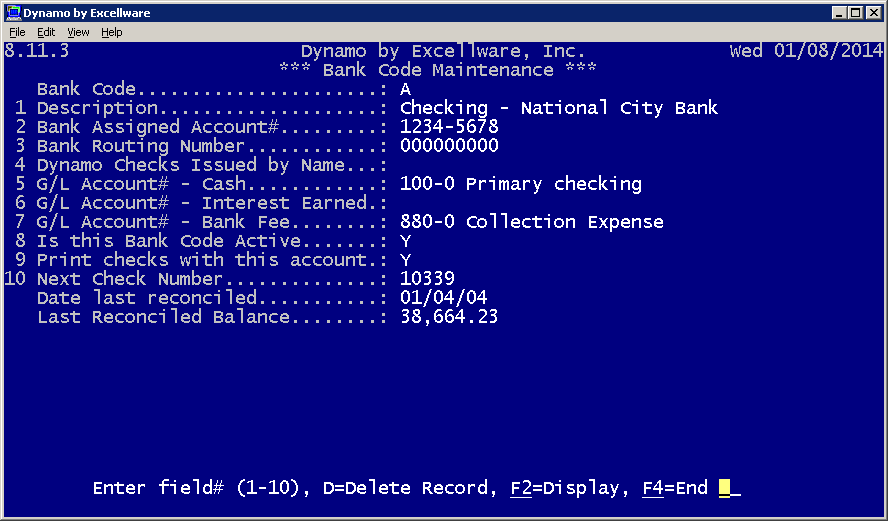 Dynamo by Excellware
File Edit View Help
8.11.3 Dynamo by Excellware, Inc. Wed 01/08/2014
*** Bank Code Maintenance ***
Bank Code......................: A
1 Description....................: Checking - National City Bank
2 Bank Assigned Account#.........: 1234-5678
3 Bank Routing Number............: 000000000
4 Dynamo Checks Issued by Name...:
5 G/L Account# - Cash............: 100-0 Primary checking
6 G/L Account# - Interest Earned.:
7 G/L Account# - Bank Fee........: 880-0 Collection Expense
8 Is this Bank Code Active.......: Y
9 Print checks with this account.: Y
10 Next Check Number..............: 10339
Date last reconciled...........: 01/04/04
Last Reconciled Balance........: 38,664.23
Enter field# (1-10), D=Delete Record, F2=Display, F4=End _